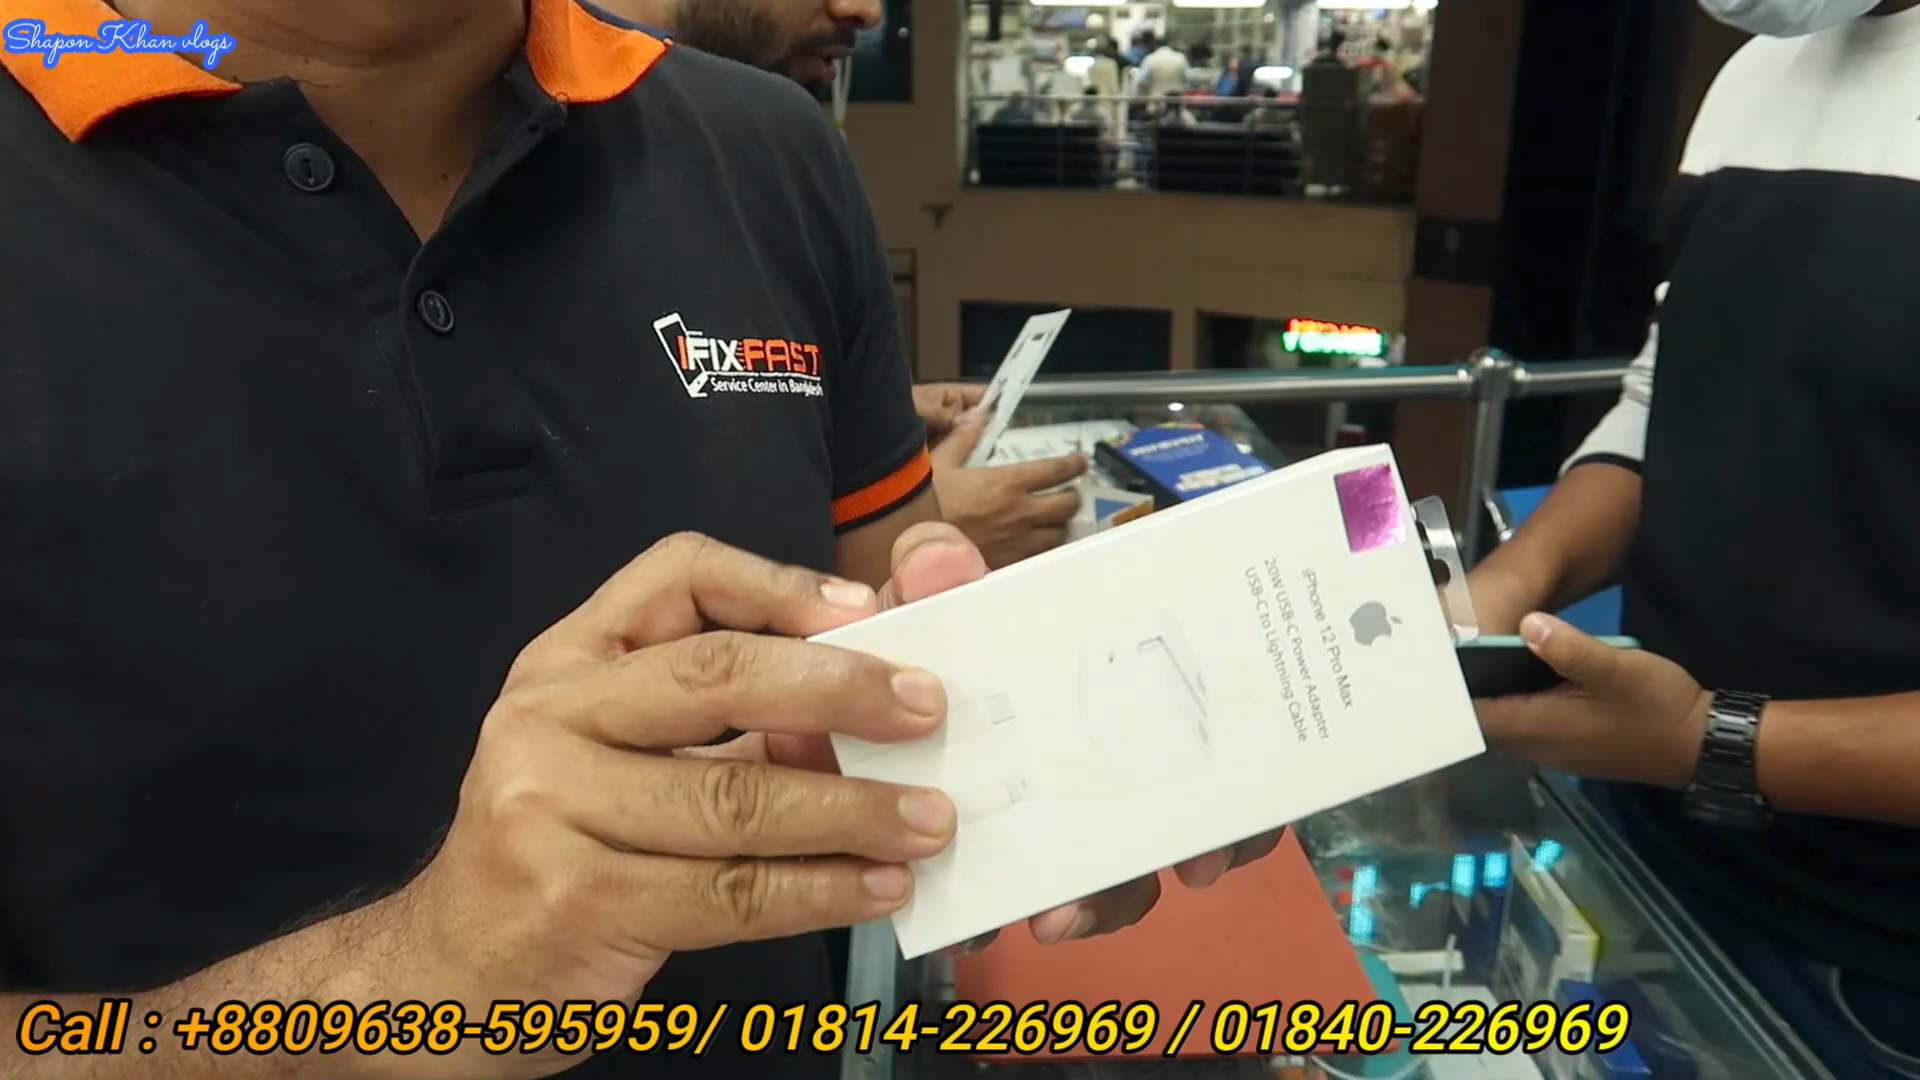 Shapon Khan vlogs
IFIXFAST
Service Center in Bangladesh
iPhone 12 Pro Max
20W USB-C Power Adapter
USB-C to Lightning Cable
Call : +8809638-595959/ 01814-226969 / 01840-226969